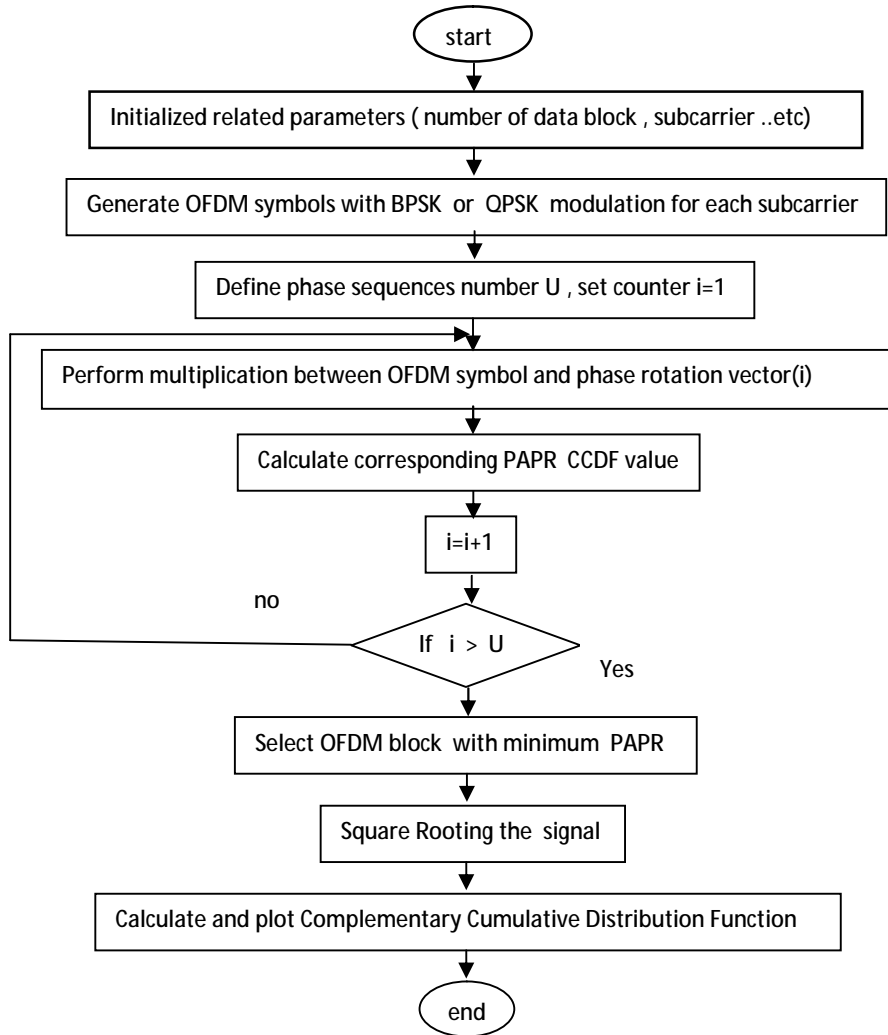 start
Initialized related parameters ( number of data block , subcarrier ..etc)
Generate OFDM symbols with BPSK or QPSK modulation for each subcarrier
Define phase sequences number U , set counter i=1
Perform multiplication between OFDM symbol and phase rotation vector(i)
Calculate corresponding PAPR CCDF value
i=i+1
no
If i > U
Yes
Select OFDM block with minimum PAPR
Square Rooting the signal
Calculate and plot Complementary Cumulative Distribution Function
end